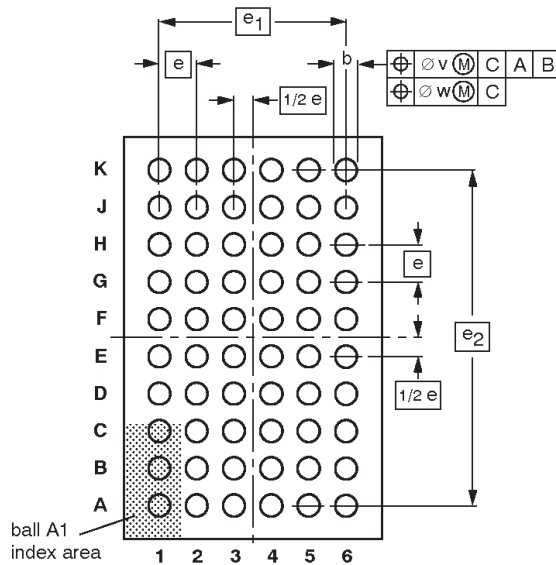 e1
e
b
⌖ ⌀ v Ⓜ C A B
⌖ ⌀ w Ⓜ C
1/2 e
K
J
H
e
G
F
e2
E
D
1/2 e
C
B
A
ball A1
index area
1 2 3 4 5 6